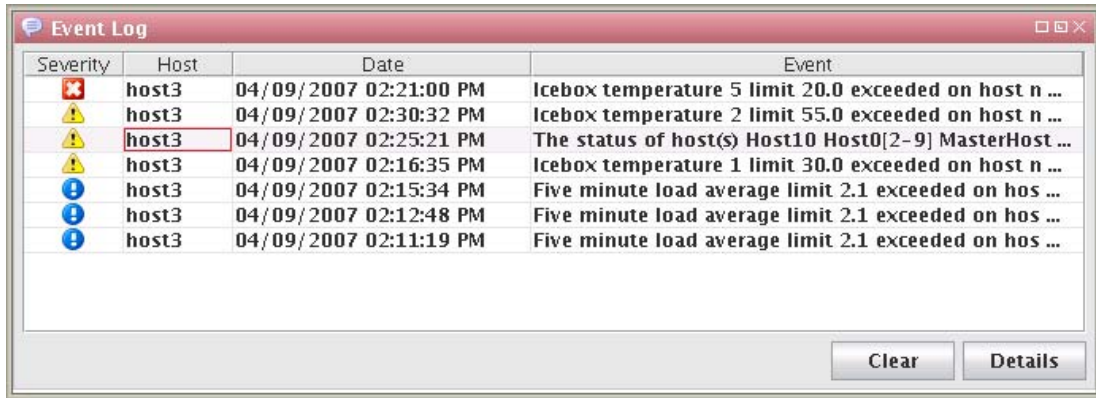 Event Log
Severity Host Date Event
host3 04/09/2007 02:21:00 PM Icebox temperature 5 limit 20.0 exceeded on host n ...
host3 04/09/2007 02:30:32 PM Icebox temperature 2 limit 55.0 exceeded on host n ...
host3 04/09/2007 02:25:21 PM The status of host(s) Host10 Host0[2-9] MasterHost ...
host3 04/09/2007 02:16:35 PM Icebox temperature 1 limit 30.0 exceeded on host n ...
host3 04/09/2007 02:15:34 PM Five minute load average limit 2.1 exceeded on hos ...
host3 04/09/2007 02:12:48 PM Five minute load average limit 2.1 exceeded on hos ...
host3 04/09/2007 02:11:19 PM Five minute load average limit 2.1 exceeded on hos ...
Clear Details